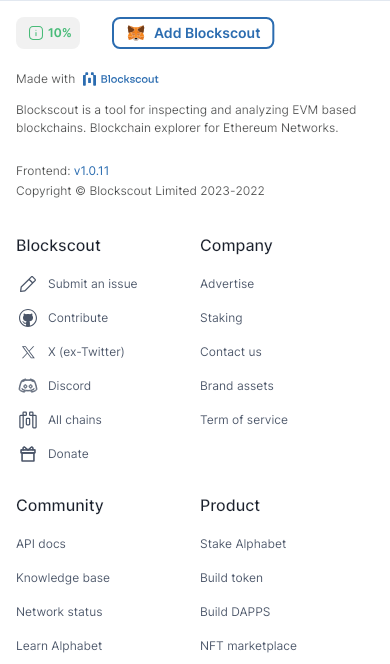 10%
Add Blockscout
Made with Blockscout
Blockscout is a tool for inspecting and analyzing EVM based
blockchains. Blockchain explorer for Ethereum Networks.
Frontend: v1.0.11
Copyright © Blockscout Limited 2023-2022
Blockscout
Submit an issue
Contribute
X (ex-Twitter)
Discord
All chains
Donate
Company
Advertise
Staking
Contact us
Brand assets
Term of service
Community
API docs
Knowledge base
Network status
Learn Alphabet
Product
Stake Alphabet
Build token
Build DAPPS
NFT marketplace